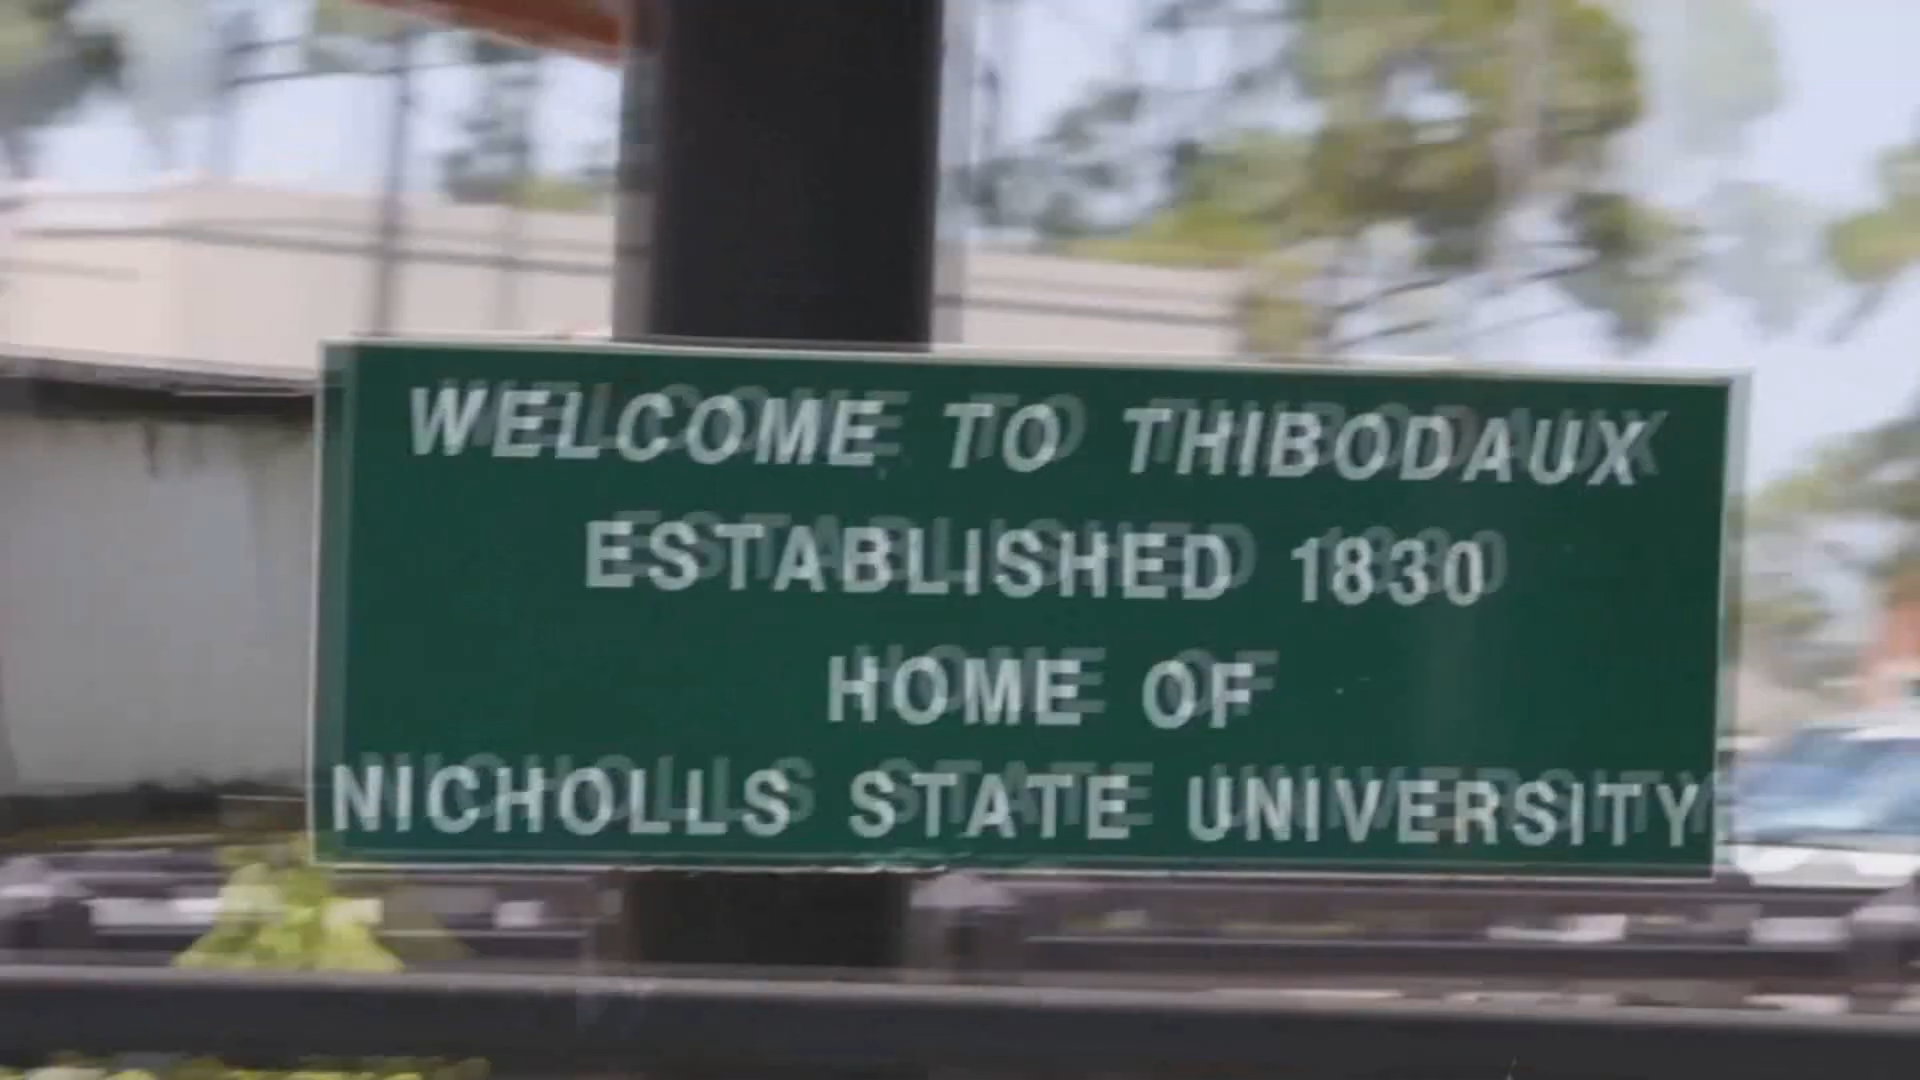 WELCOME TO THIBODAUX
ESTABLISHED 1830
HOME OF
NICHOLLS STATE UNIVERSITY